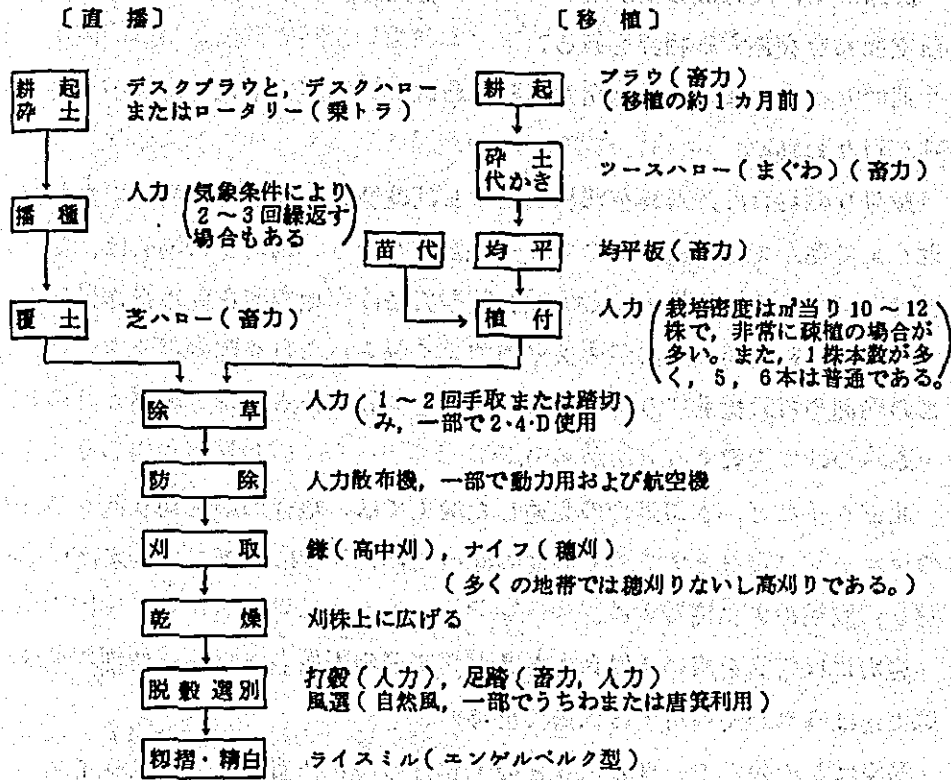 〔直播〕
耕起
砕土
デスクプラウと，デスクハロー
またはロータリー（乗トラ）
播種
人力（気象条件により
2～3回繰返す
場合もある）
覆土
芝ハロー（畜力）
〔移植〕
耕起
プラウ（畜力）
（移植の約1カ月前）
砕土
代かき
ツースハロー（まぐわ）（畜力）
苗代
均平
均平板（畜力）
植付
人力（栽培密度は㎡当り10～12
株で，非常に疎植の場合が
多い。また，1株本数が多
く，5，6本は普通である。）
除草
人力（1～2回手取または踏切
み，一部で2・4・D使用）
防除
人力散布機，一部で動力用および航空機
刈取
鎌（高中刈），ナイフ（穂刈）
（多くの地帯では穂刈りないし高刈りである。）
乾燥
刈株上に広げる
脱穀選別
打穀（人力），足踏（畜力，人力）
風選（自然風，一部でうちわまたは唐箕利用）
籾摺・精白
ライスミル（エンゲルベルク型）